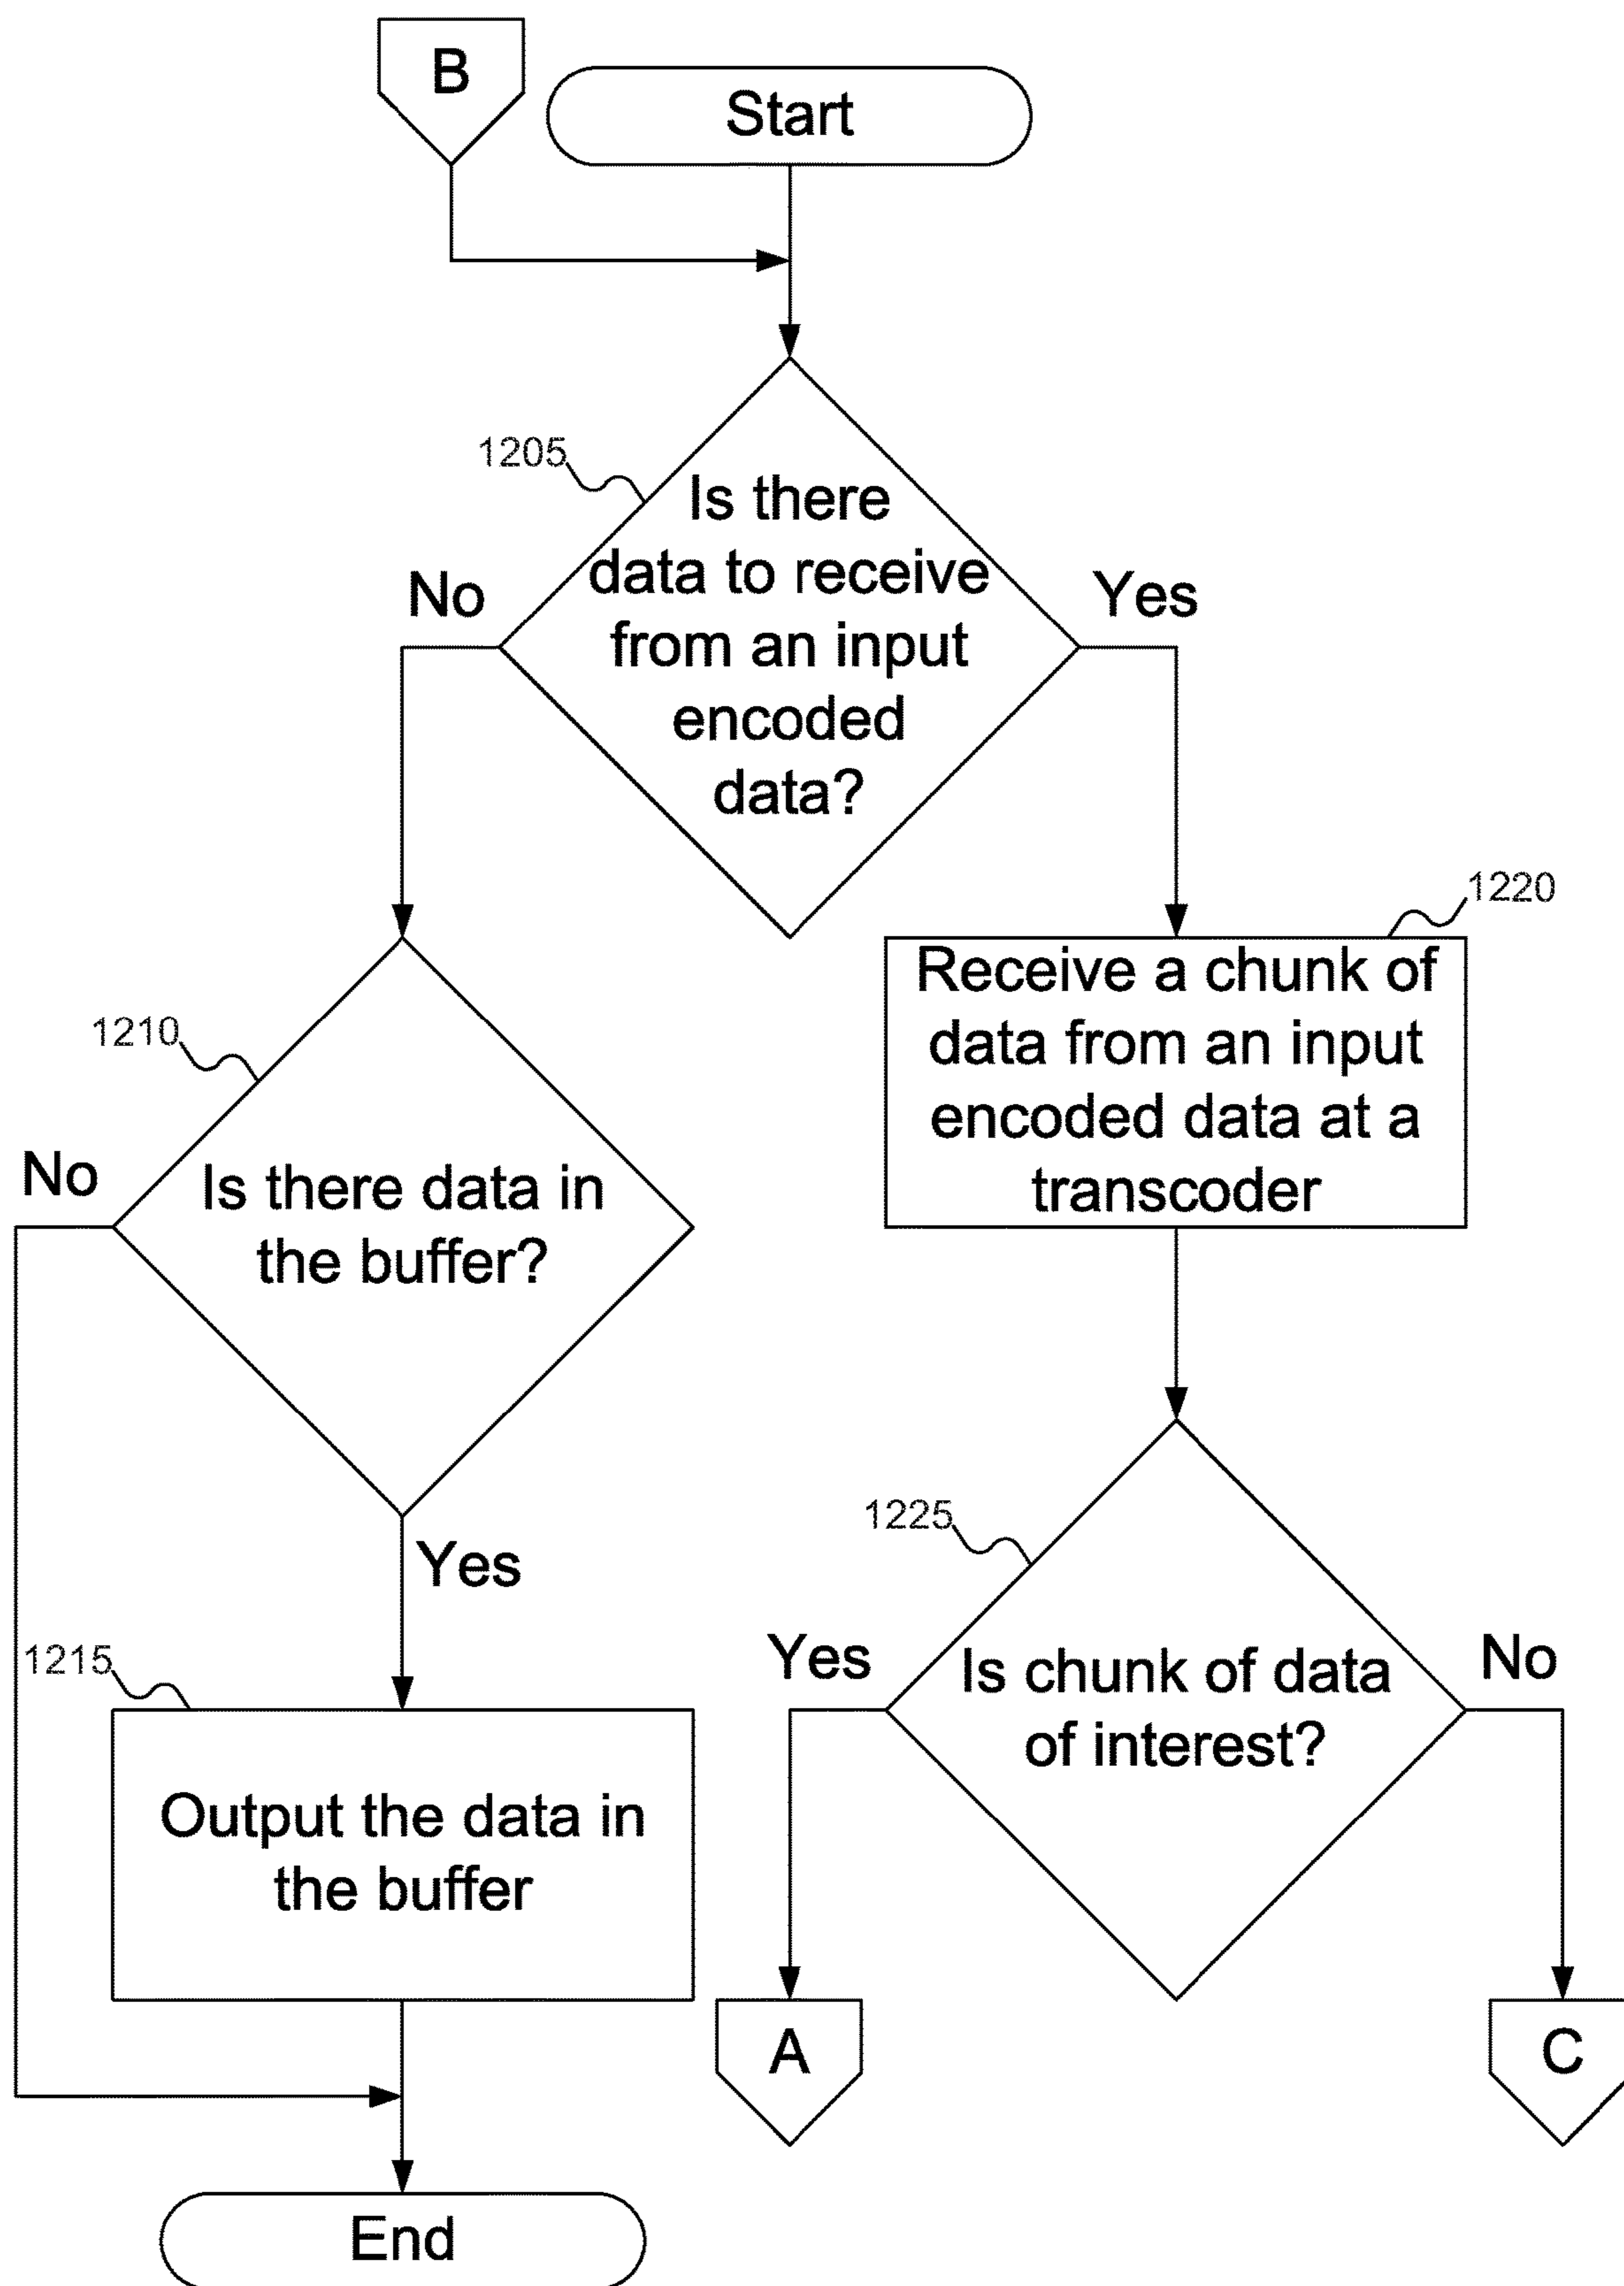 B
Start
1205
Is there
data to receive
from an input
encoded
data?
No
Yes
1220
Receive a chunk of
data from an input
encoded data at a
transcoder
1210
No
Is there data in
the buffer?
Yes
1225
Yes
Is chunk of data
of interest?
No
1215
Output the data in
the buffer
A
C
End